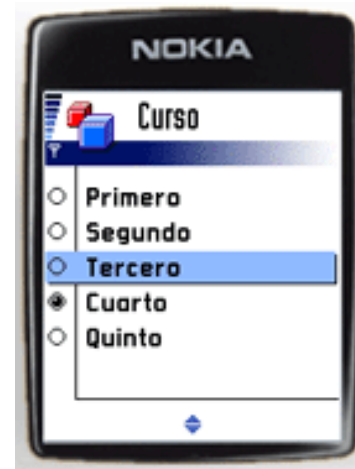 NOKIA
Curso
Primero
Segundo
Tercero
Cuarto
Quinto